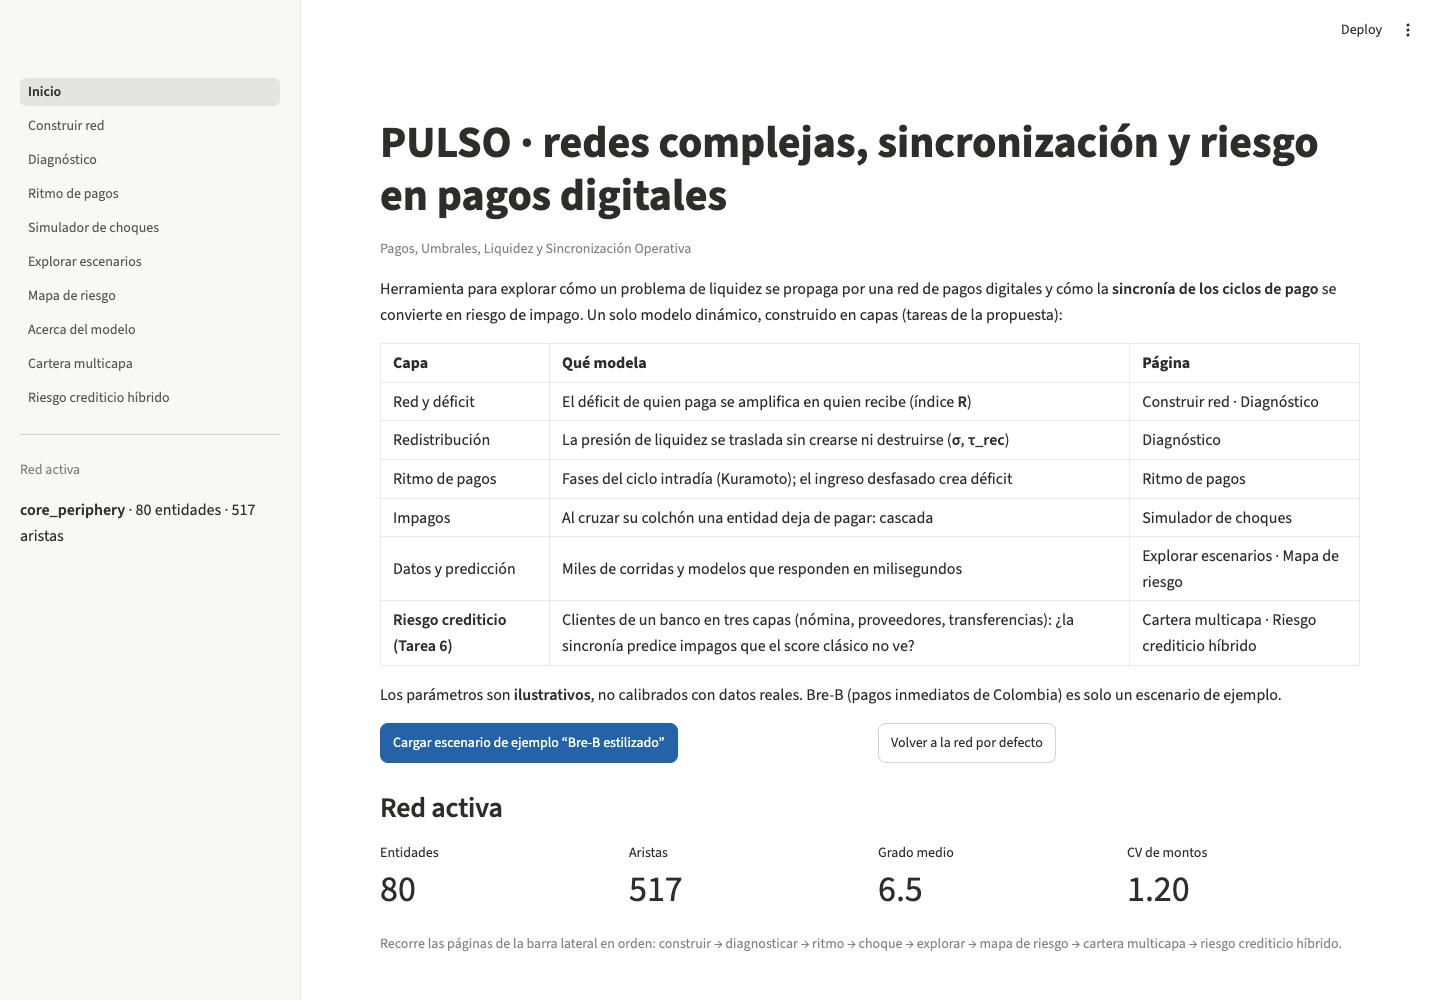 Deploy
Inicio
Construir red
Diagnóstico
Ritmo de pagos
Simulador de choques
Explorar escenarios
Mapa de riesgo
Acerca del modelo
Cartera multicapa
Riesgo crediticio híbrido
Red activa
core_periphery · 80 entidades · 517
aristas
PULSO · redes complejas, sincronización y riesgo
en pagos digitales
Pagos, Umbrales, Liquidez y Sincronización Operativa
Herramienta para explorar cómo un problema de liquidez se propaga por una red de pagos digitales y cómo la sincronía de los ciclos de pago se
convierte en riesgo de impago. Un solo modelo dinámico, construido en capas (tareas de la propuesta):
Capa Qué modela Página
Red y déficit El déficit de quien paga se amplifica en quien recibe (índice R) Construir red · Diagnóstico
Redistribución La presión de liquidez se traslada sin crearse ni destruirse (σ, τ_rec) Diagnóstico
Ritmo de pagos Fases del ciclo intradía (Kuramoto); el ingreso desfasado crea déficit Ritmo de pagos
Impagos Al cruzar su colchón una entidad deja de pagar: cascada Simulador de choques
Datos y predicción Miles de corridas y modelos que responden en milisegundos Explorar escenarios · Mapa de
riesgo
Riesgo crediticio Clientes de un banco en tres capas (nómina, proveedores, transferencias): ¿la Cartera multicapa · Riesgo
(Tarea 6) sincronía predice impagos que el score clásico no ve? crediticio híbrido
Los parámetros son ilustrativos, no calibrados con datos reales. Bre-B (pagos inmediatos de Colombia) es solo un escenario de ejemplo.
Cargar escenario de ejemplo “Bre-B estilizado” Volver a la red por defecto
Red activa
Entidades Aristas Grado medio CV de montos
80 517 6.5 1.20
Recorre las páginas de la barra lateral en orden: construir → diagnosticar → ritmo → choque → explorar → mapa de riesgo → cartera multicapa → riesgo crediticio híbrido.